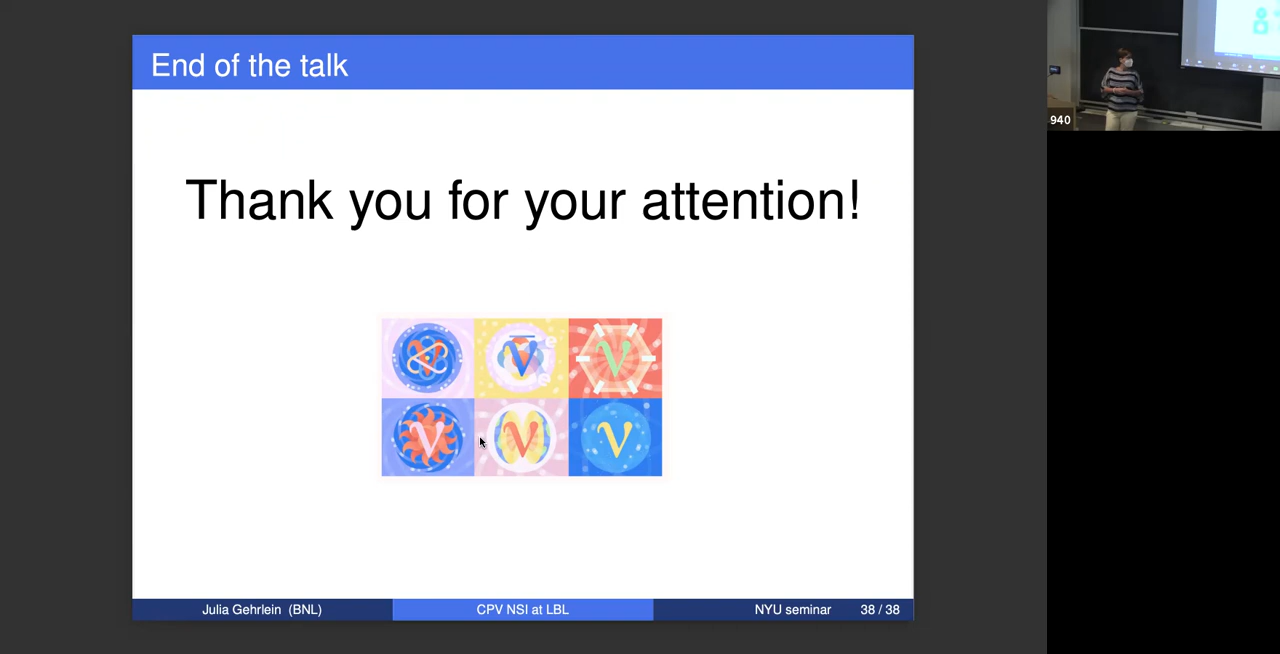 End of the talk
Thank you for your attention!
ν ν e e ν
ν ν ν
Julia Gehrlein (BNL) CPV NSI at LBL NYU seminar 38 / 38
940